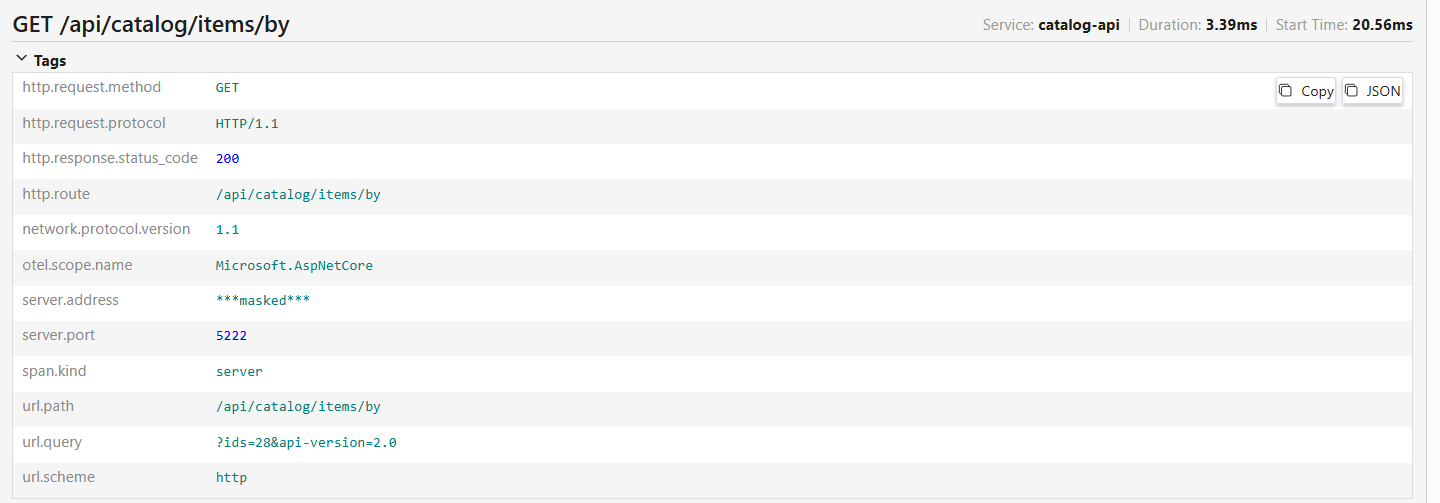 GET /api/catalog/items/by Service: catalog-api Duration: 3.39ms Start Time: 20.56ms
Tags
http.request.method GET Copy JSON
http.request.protocol HTTP/1.1
http.response.status_code 200
http.route /api/catalog/items/by
network.protocol.version 1.1
otel.scope.name Microsoft.AspNetCore
server.address ***masked***
server.port 5222
span.kind server
url.path /api/catalog/items/by
url.query ?ids=28&api-version=2.0
url.scheme http